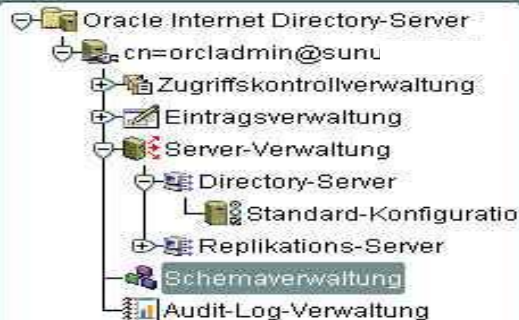 Oracle Internet Directory-Server
cn=orcladmin@sunu
Zugriffskontrollverwaltung
Eintragsverwaltung
Server-Verwaltung
Directory-Server
Standard-Konfiguratio
Replikations-Server
Schemaverwaltung
Audit-Log-Verwaltung